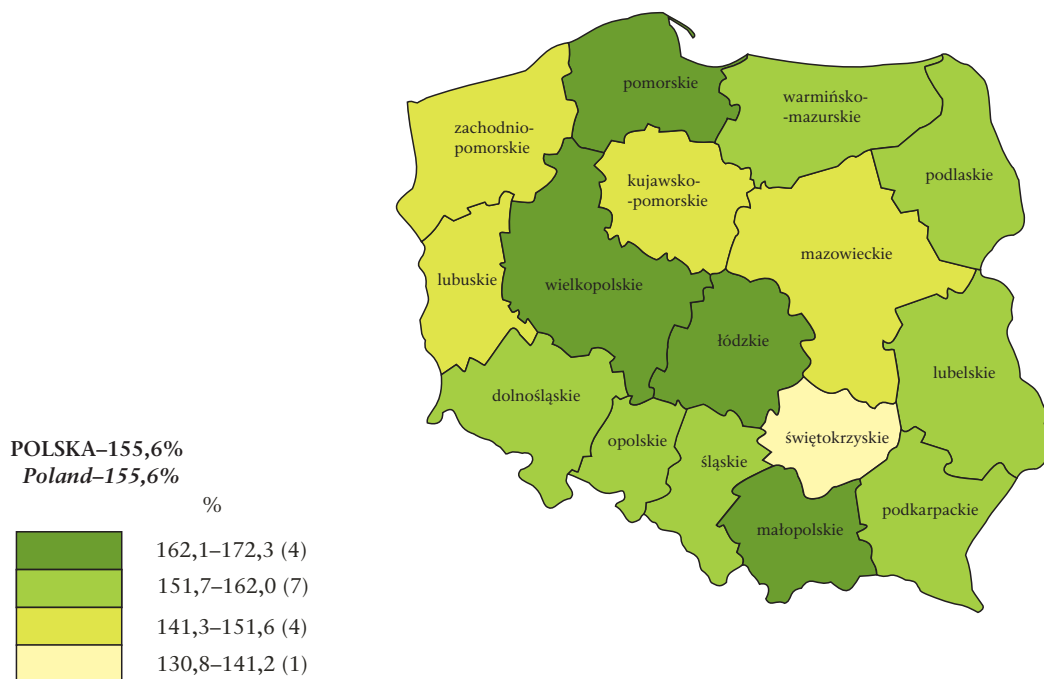 pomorskie
warmińsko-
-mazurskie
zachodnio-
pomorskie
podlaskie
kujawsko-
-pomorskie
mazowieckie
lubuskie
wielkopolskie
łódzkie
lubelskie
dolnośląskie
opolskie
śląskie
świętokrzyskie
podkarpackie
małopolskie
POLSKA–155,6%
Poland–155,6%
%
162,1–172,3 (4)
151,7–162,0 (7)
141,3–151,6 (4)
130,8–141,2 (1)